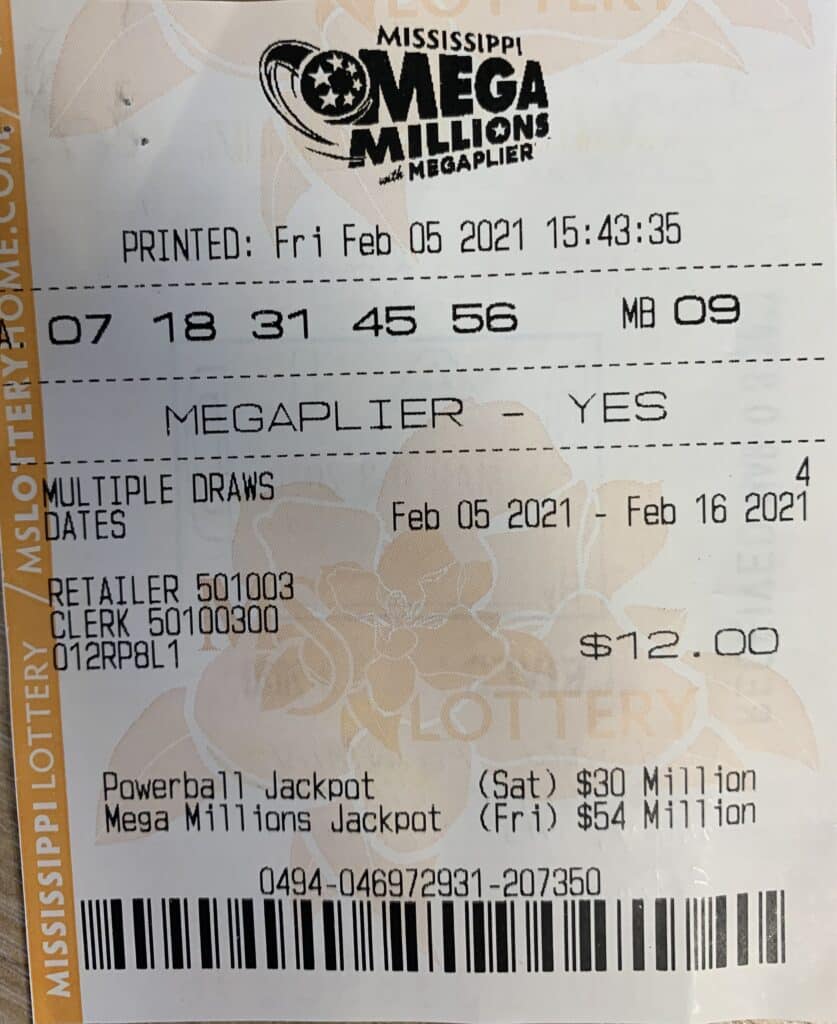 LOTTERY
MISSISSIPPI
MEGA
MILLIONS
with MEGAPLIER
PRINTED: Fri Feb 05 2021 15:43:35
A. 07 18 31 45 56 MB 09
MEGAPLIER - YES
MULTIPLE DRAWS 4
DATES Feb 05 2021 - Feb 16 2021
RETAILER 501003
CLERK 50100300
012RP8L1
$12.00
LOTTERY
Powerball Jackpot (Sat) $30 Million
Mega Millions Jackpot (Fri) $54 Million
0494-046972931-207350
MISSISSIPPI LOTTERY / MSLOTTERYHOME.COM /